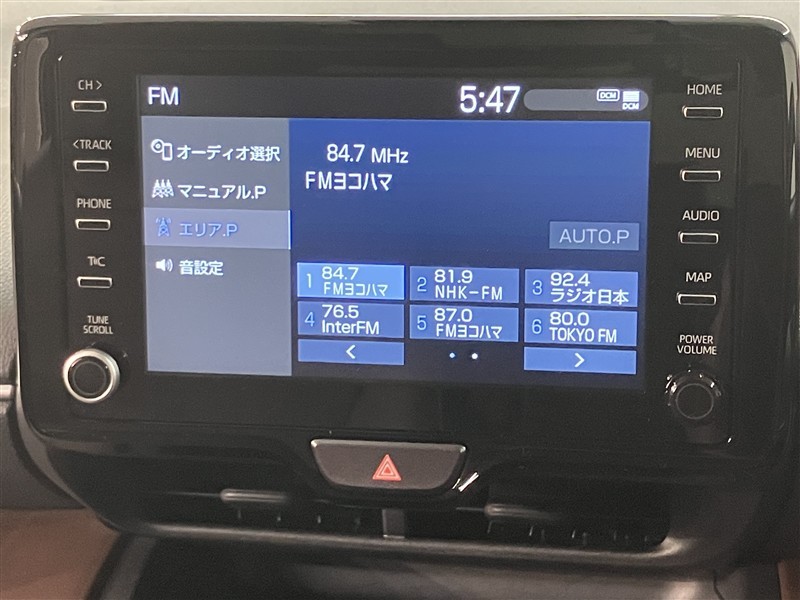 CH >
<TRACK
PHONE
T"C
TUNE
SCROLL
FM
5:47
DCM
DCM
オーディオ選択
マニュアル.P
エリア.P
音設定
84.7 MHz
FMヨコハマ
AUTO.P
1 84.7 FMヨコハマ
2 81.9 NHK-FM
3 92.4 ラジオ日本
4 76.5 InterFM
5 87.0 FMヨコハマ
6 80.0 TOKYO FM
<
>
HOME
MENU
AUDIO
MAP
POWER
VOLUME